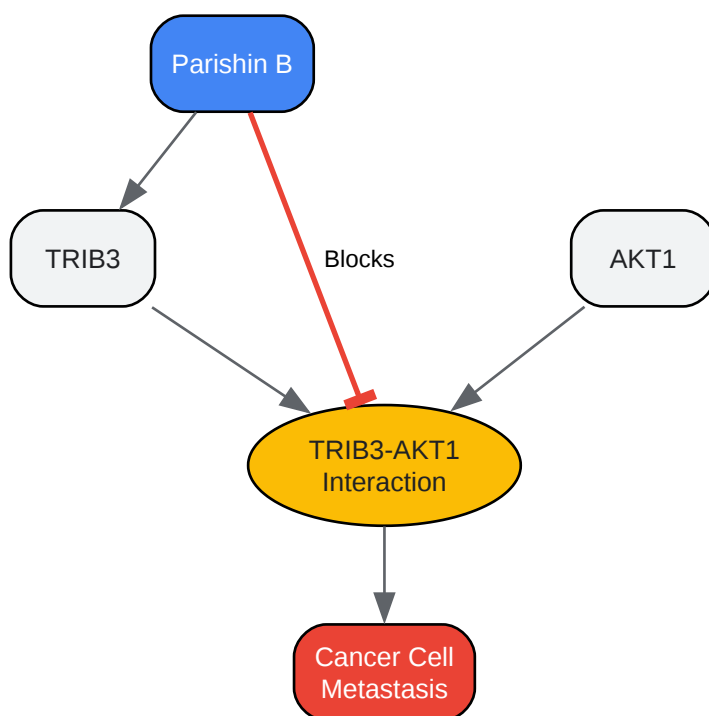 Parishin B
TRIB3
Blocks
AKT1
TRIB3-AKT1
Interaction
Cancer Cell
Metastasis